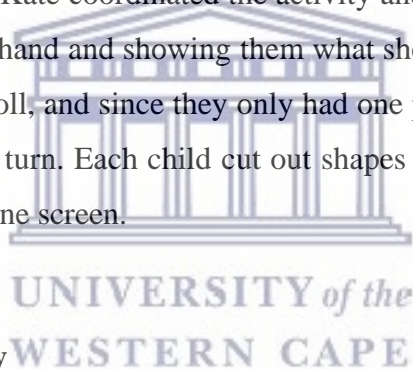 Kate coordinated the activity and
hand and showing them what sh
oll, and since they only had one
turn. Each child cut out shapes
ne screen.
UNIVERSITY of the
y WESTERN CAPE